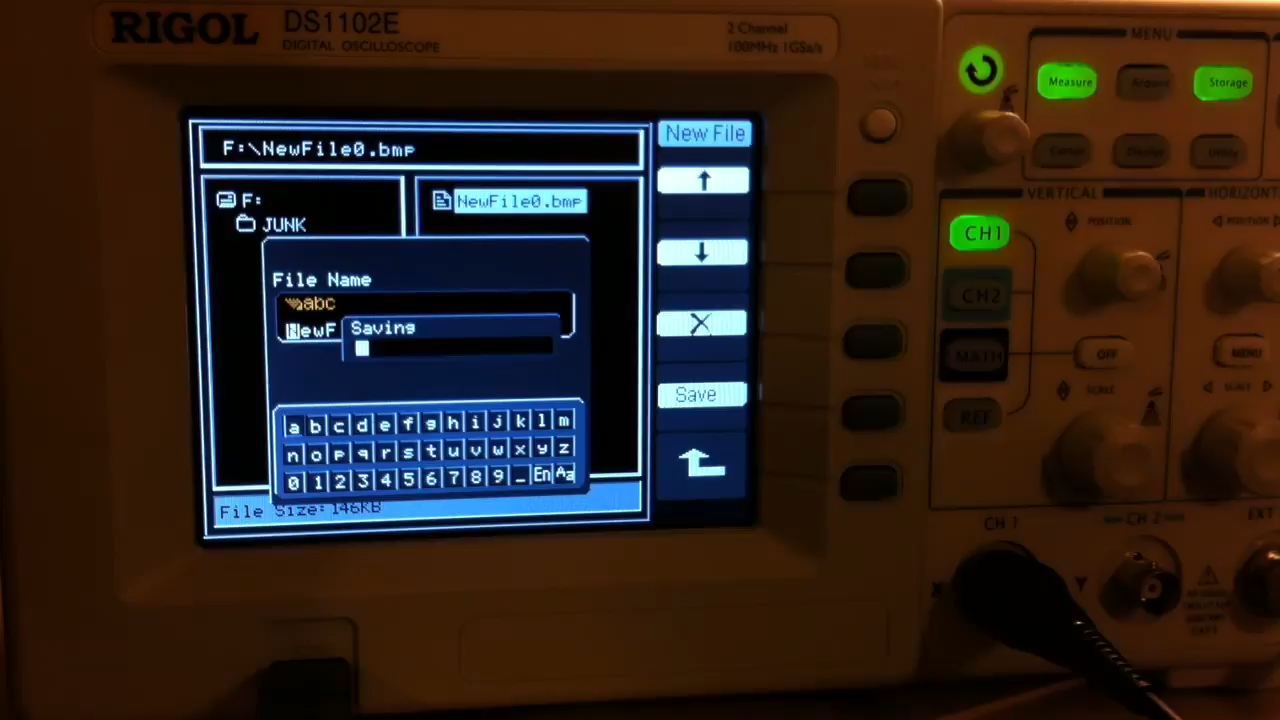 RIGOL DS1102E
DIGITAL OSCILLOSCOPE
2 Channel
100MHz 1GSa/s
F:\NewFile0.bmp
F:
JUNK
NewFile0.bmp
File Name
abc
NewF
Saving
a b c d e f g h i j k l m
n o p q r s t u v w x y z
0 1 2 3 4 5 6 7 8 9 _ En Aa
File Size: 146KB
New File
Save
MENU
Measure
Storage
Cursor
Display
Utility
VERTICAL
HORIZONT
POSITION
POSITION
CH1
CH2
MATH
OFF
MENU
REF
SCALE
SCALE
CH 1
CH 2
EXT
X
Y